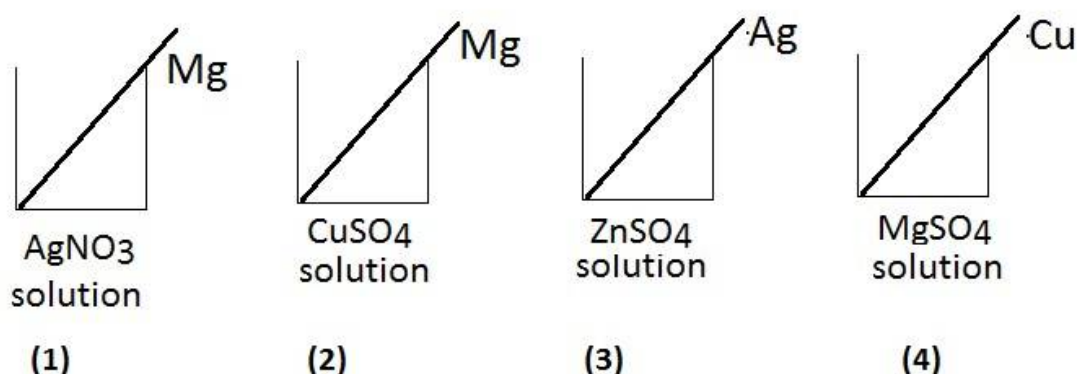 Mg
Mg
Ag
Cu
AgNO3
solution
CuSO4
solution
ZnSO4
solution
MgSO4
solution
(1)
(2)
(3)
(4)